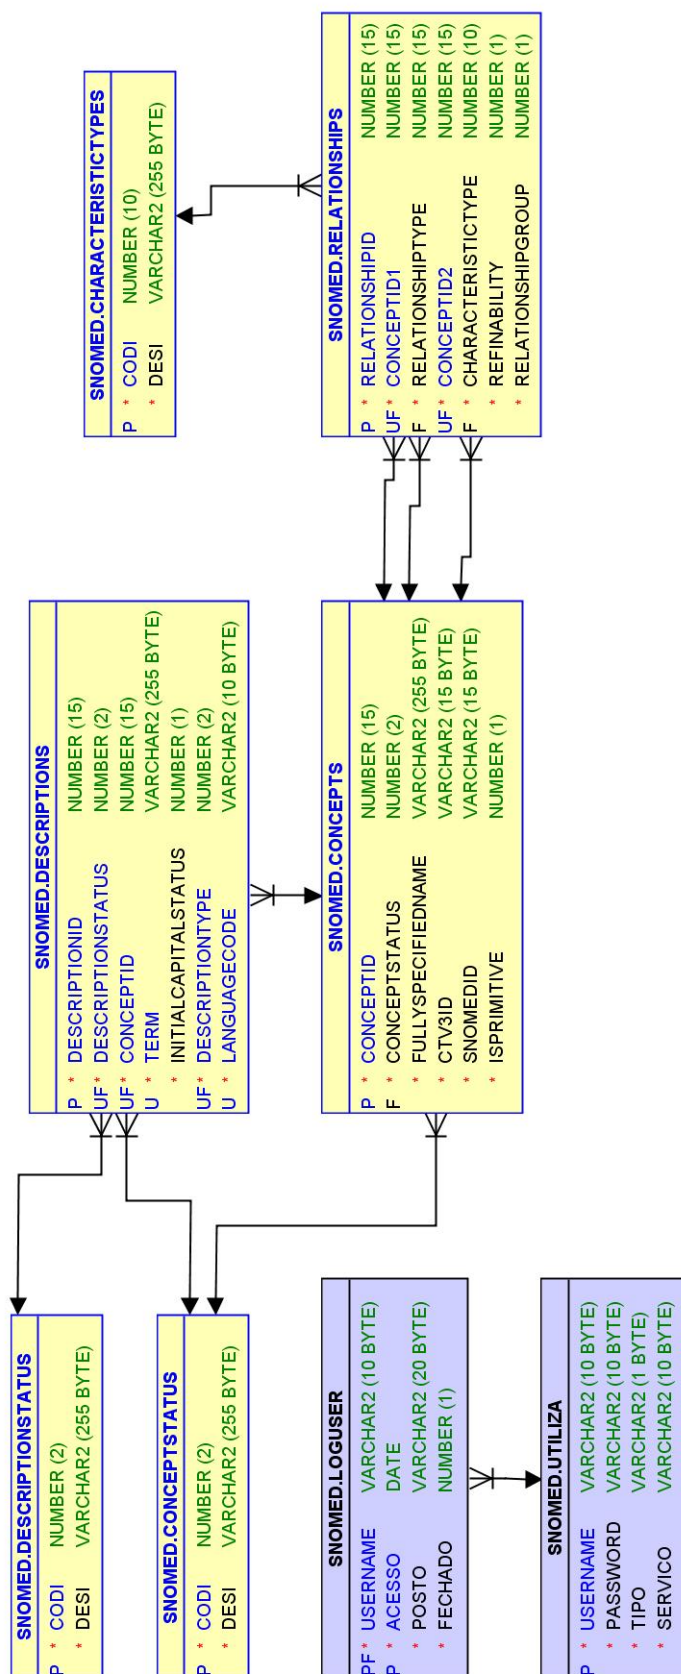 SNOMED.CHARACTERISTICTYPES
P * CODI NUMBER (10)
* DESI VARCHAR2 (255 BYTE)
SNOMED.RELATIONSHIPS
P * RELATIONSHIPID NUMBER (15)
UF * CONCEPTID1 NUMBER (15)
F * RELATIONSHIPTYPE NUMBER (15)
UF * CONCEPTID2 NUMBER (15)
F * CHARACTERISTICTYPE NUMBER (10)
* REFINABILITY NUMBER (1)
* RELATIONSHIPGROUP NUMBER (1)
SNOMED.DESCRIPTIONS
P * DESCRIPTIONID NUMBER (15)
UF * DESCRIPTIONSTATUS NUMBER (2)
UF * CONCEPTID NUMBER (15)
U * TERM VARCHAR2 (255 BYTE)
* INITIALCAPITALSTATUS NUMBER (1)
UF * DESCRIPTIONTYPE NUMBER (2)
U * LANGUAGECODE VARCHAR2 (10 BYTE)
SNOMED.CONCEPTS
P * CONCEPTID NUMBER (15)
F * CONCEPTSTATUS NUMBER (2)
* FULLYSPECIFIEDNAME VARCHAR2 (255 BYTE)
* CTV3ID VARCHAR2 (15 BYTE)
* SNOMEDID VARCHAR2 (15 BYTE)
* ISPRIMITIVE NUMBER (1)
SNOMED.DESCRIPTIONSTATUS
P * CODI NUMBER (2)
* DESI VARCHAR2 (255 BYTE)
SNOMED.CONCEPTSTATUS
P * CODI NUMBER (2)
* DESI VARCHAR2 (255 BYTE)
SNOMED.LOGUSER
PF * USERNAME VARCHAR2 (10 BYTE)
P * ACESSO DATE
* POSTO VARCHAR2 (20 BYTE)
* FECHADO NUMBER (1)
SNOMED.UTILIZA
P * USERNAME VARCHAR2 (10 BYTE)
* PASSWORD VARCHAR2 (10 BYTE)
* TIPO VARCHAR2 (1 BYTE)
* SERVICO VARCHAR2 (10 BYTE)